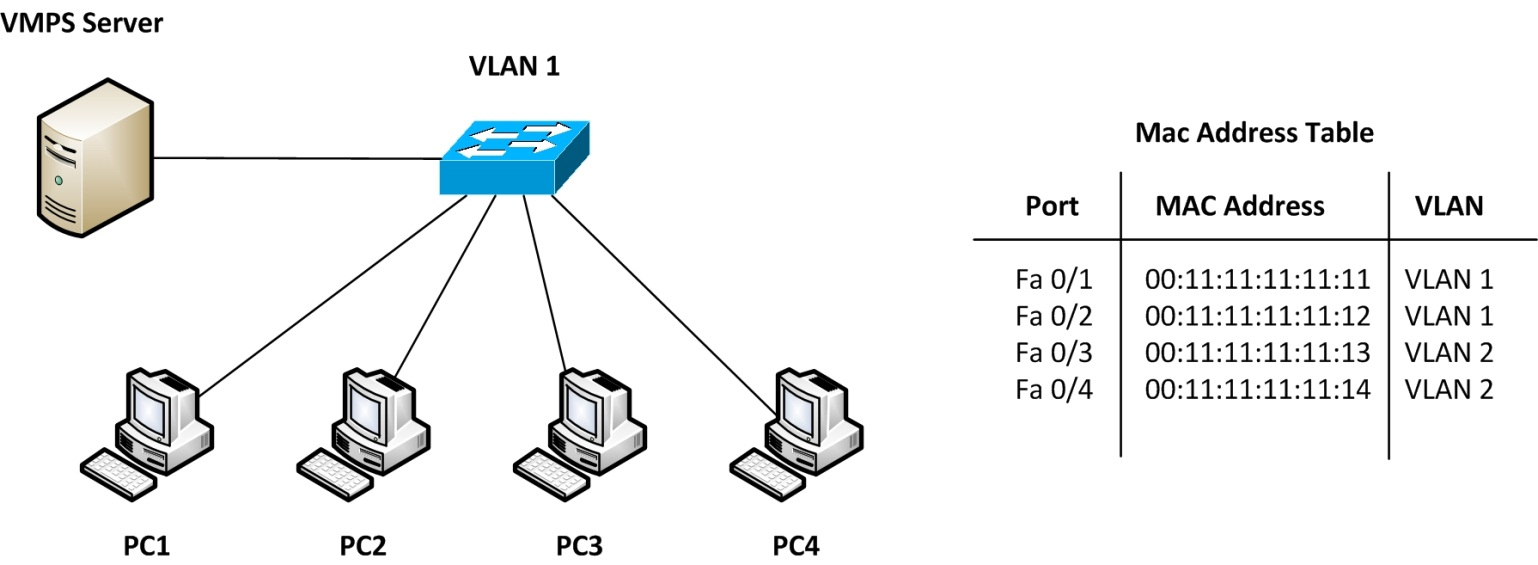 VMPS Server
VLAN 1
PC1 PC2 PC3 PC4
Mac Address Table
Port MAC Address VLAN
Fa 0/1 00:11:11:11:11:11 VLAN 1
Fa 0/2 00:11:11:11:11:12 VLAN 1
Fa 0/3 00:11:11:11:11:13 VLAN 2
Fa 0/4 00:11:11:11:11:14 VLAN 2